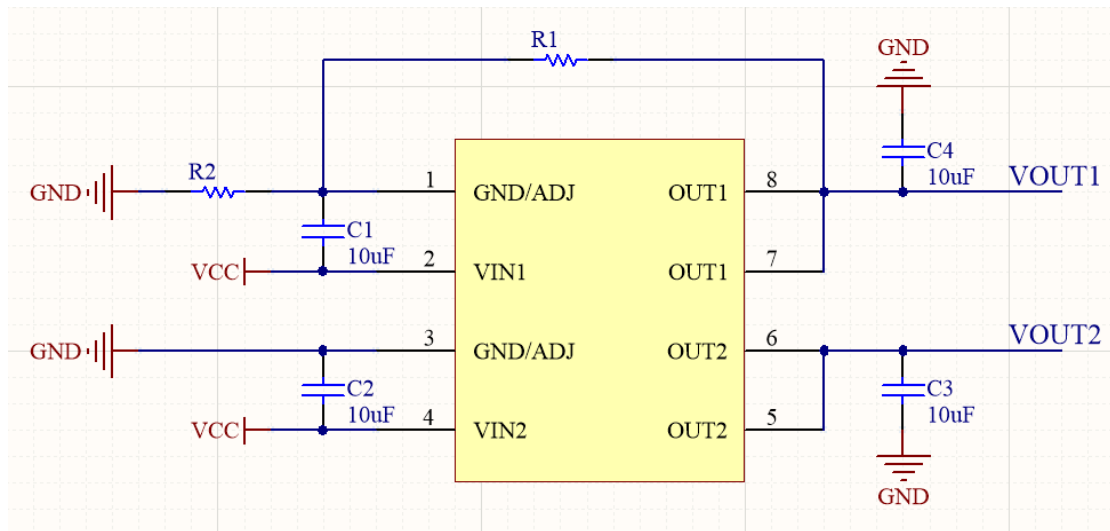 R1
GND
C4
10uF
VOUT1
R2
GND
1
GND/ADJ
OUT1
8
C1
10uF
VCC
2
VIN1
OUT1
7
GND
3
GND/ADJ
OUT2
6
VOUT2
C2
10uF
VCC
4
VIN2
OUT2
5
C3
10uF
GND